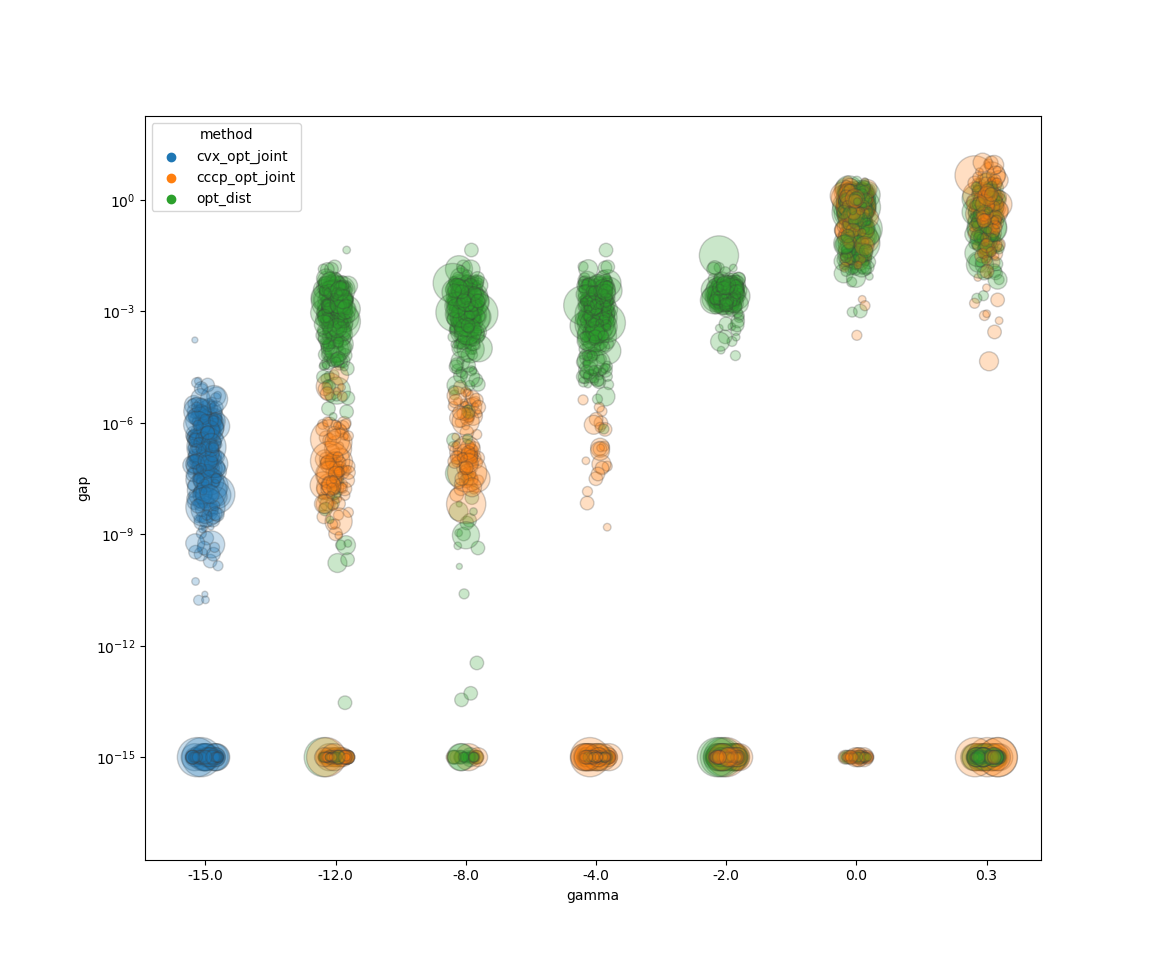 method
cvx_opt_joint
cccp_opt_joint
opt_dist
10^0
10^-3
10^-6
10^-9
10^-12
10^-15
gap
-15.0 -12.0 -8.0 -4.0 -2.0 0.0 0.3
gamma